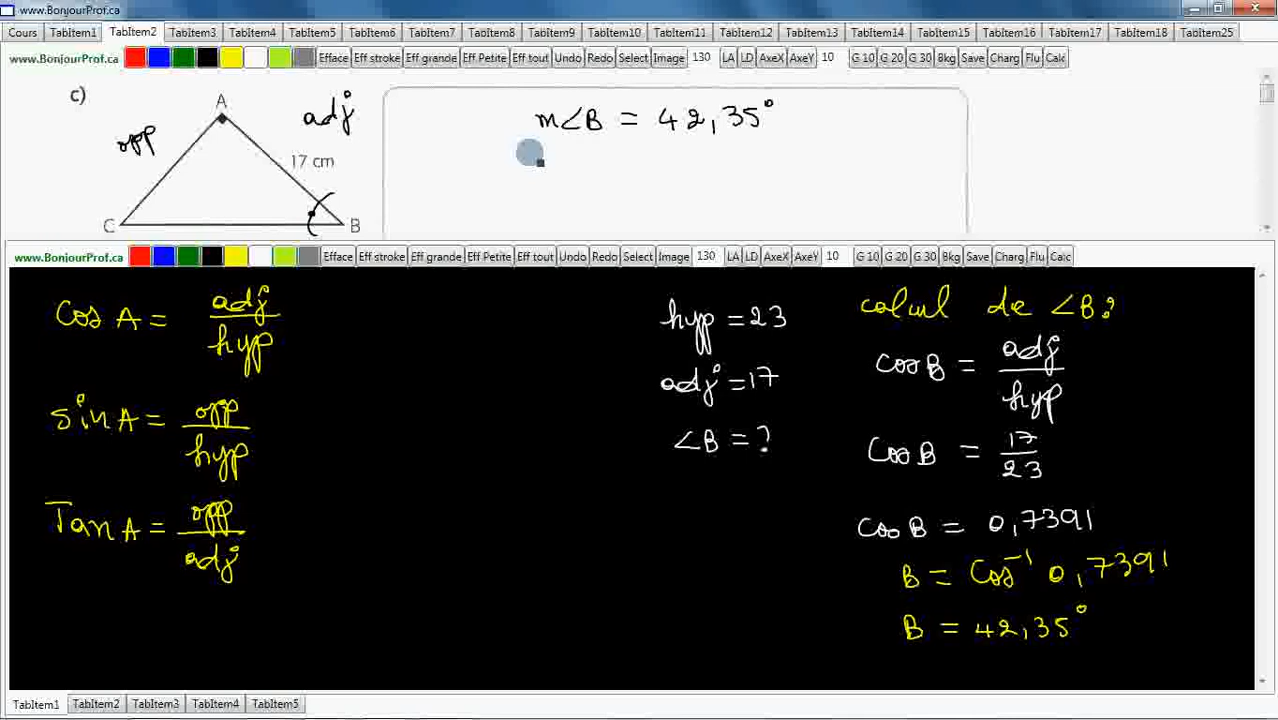 www.BonjourProf.ca
Cours TabItem1 TabItem2 TabItem3 TabItem4 TabItem5 TabItem6 TabItem7 TabItem8 TabItem9 TabItem10 TabItem11 TabItem12 TabItem13 TabItem14 TabItem15 TabItem16 TabItem17 TabItem18 TabItem25
www.BonjourProf.ca Efface Eff stroke Eff grande Eff Petite Eff tout Undo Redo Select Image 130 LA LD AxeX AxeY 10 G 10 G 20 G 30 Bkg Save Charg Flu Calc
c)
A
adj
opp
17 cm
C
B
m∠B = 42,35°
www.BonjourProf.ca Efface Eff stroke Eff grande Eff Petite Eff tout Undo Redo Select Image 130 LA LD AxeX AxeY 10 G 10 G 20 G 30 Bkg Save Charg Flu Calc
Cos A = adj/hyp
sin A = opp/hyp
Tan A = opp/adj
hyp = 23
adj = 17
∠B = ?
calcul de ∠B?
cos B = adj/hyp
Cos B = 17/23
cos B = 0,7391
B = Cos⁻¹ 0,7391
B = 42,35°
TabItem1 TabItem2 TabItem3 TabItem4 TabItem5